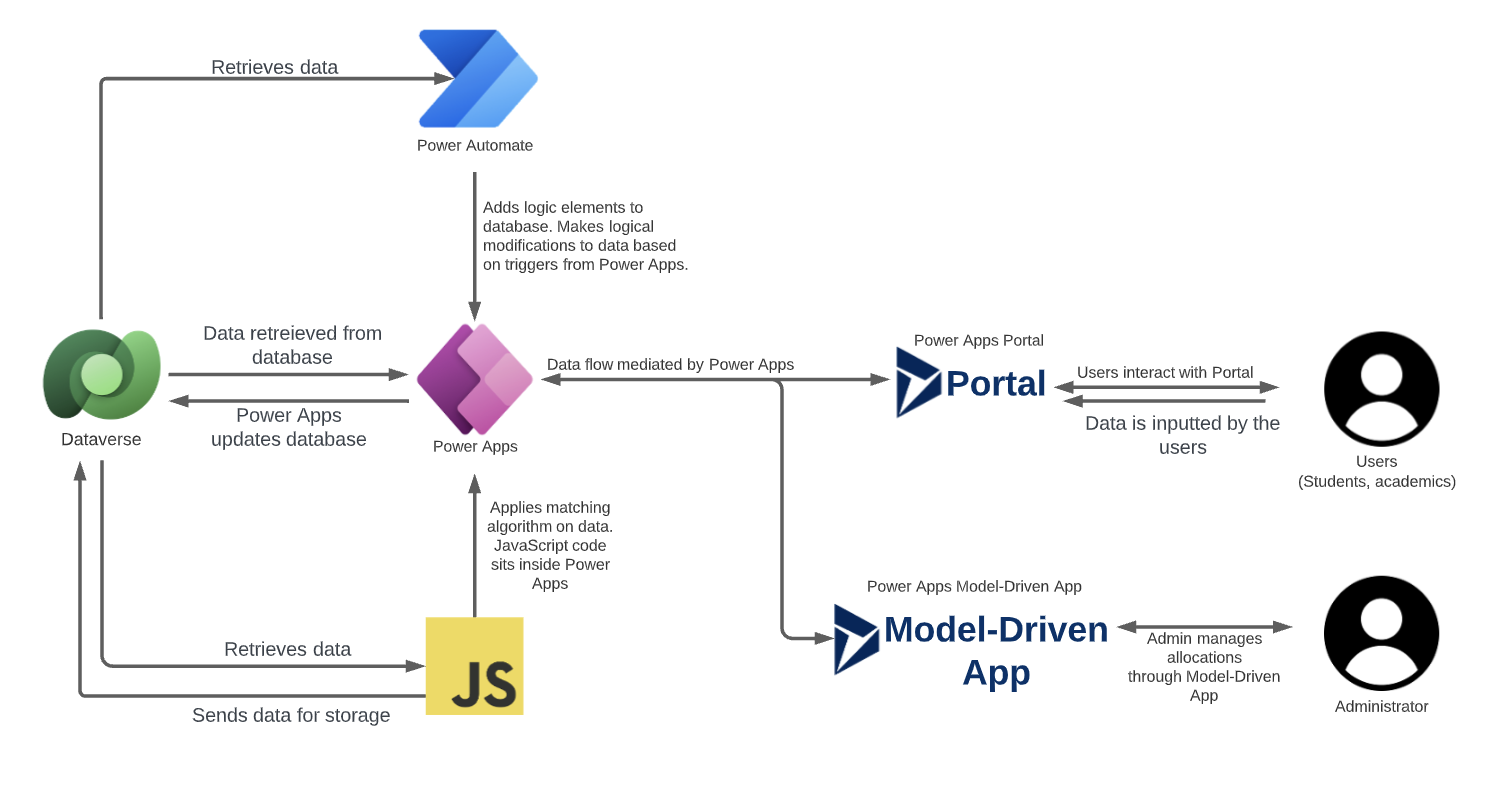 Retrieves data
Power Automate
Adds logic elements to
database. Makes logical
modifications to data based
on triggers from Power Apps.
Data retreieved from
database
Power Apps
updates database
Dataverse
Power Apps
Data flow mediated by Power Apps
Power Apps Portal
Portal
Users interact with Portal
Data is inputted by the
users
Users
(Students, academics)
Applies matching
algorithm on data.
JavaScript code
sits inside Power
Apps
Retrieves data
JS
Sends data for storage
Power Apps Model-Driven App
Model-Driven
App
Admin manages
allocations
through Model-Driven
App
Administrator